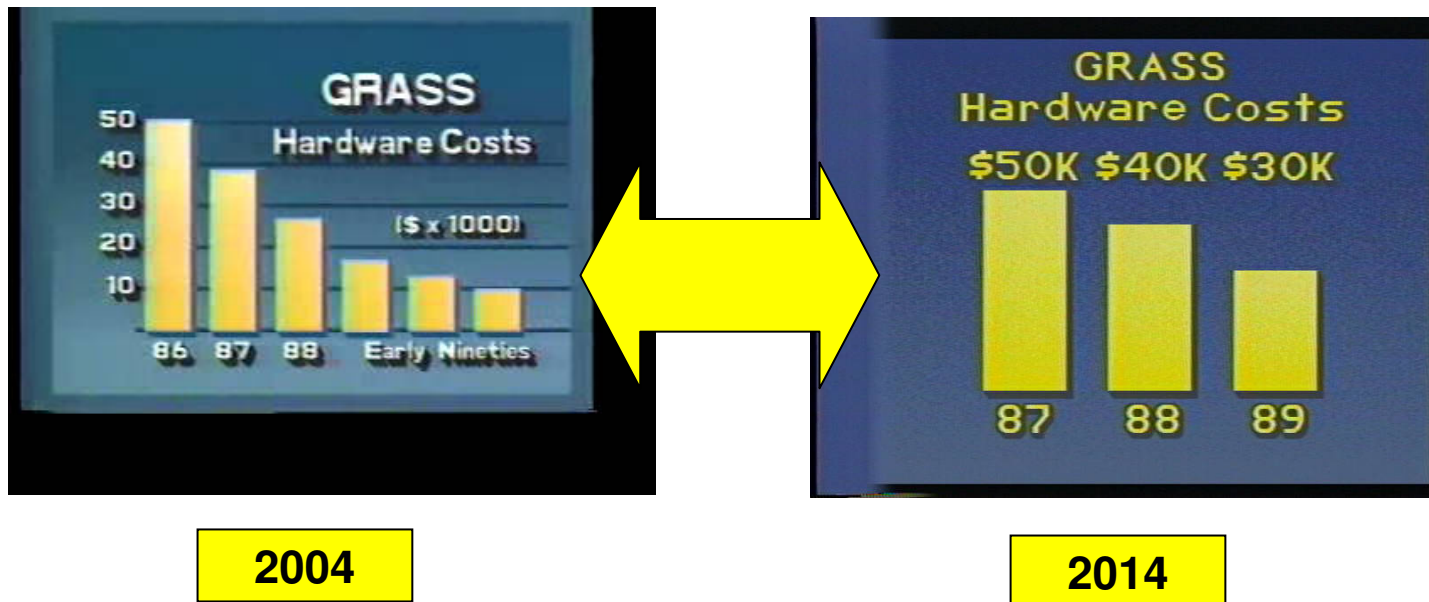 GRASS
Hardware Costs
($ x 1000)
50
40
30
20
10
86 87 88 Early Nineties
2004
GRASS
Hardware Costs
$50K $40K $30K
87 88 89
2014